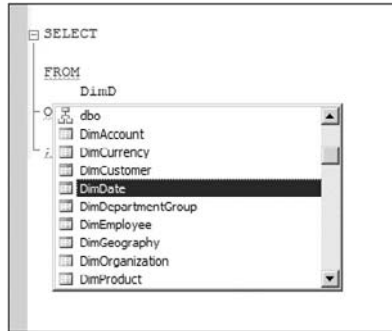 SELECT
FROM
DimD
O
dbo
DimAccount
DimCurrency
DimCustomer
DimDate
DimDepartmentGroup
DimEmployee
DimGeography
DimOrganization
DimProduct
;